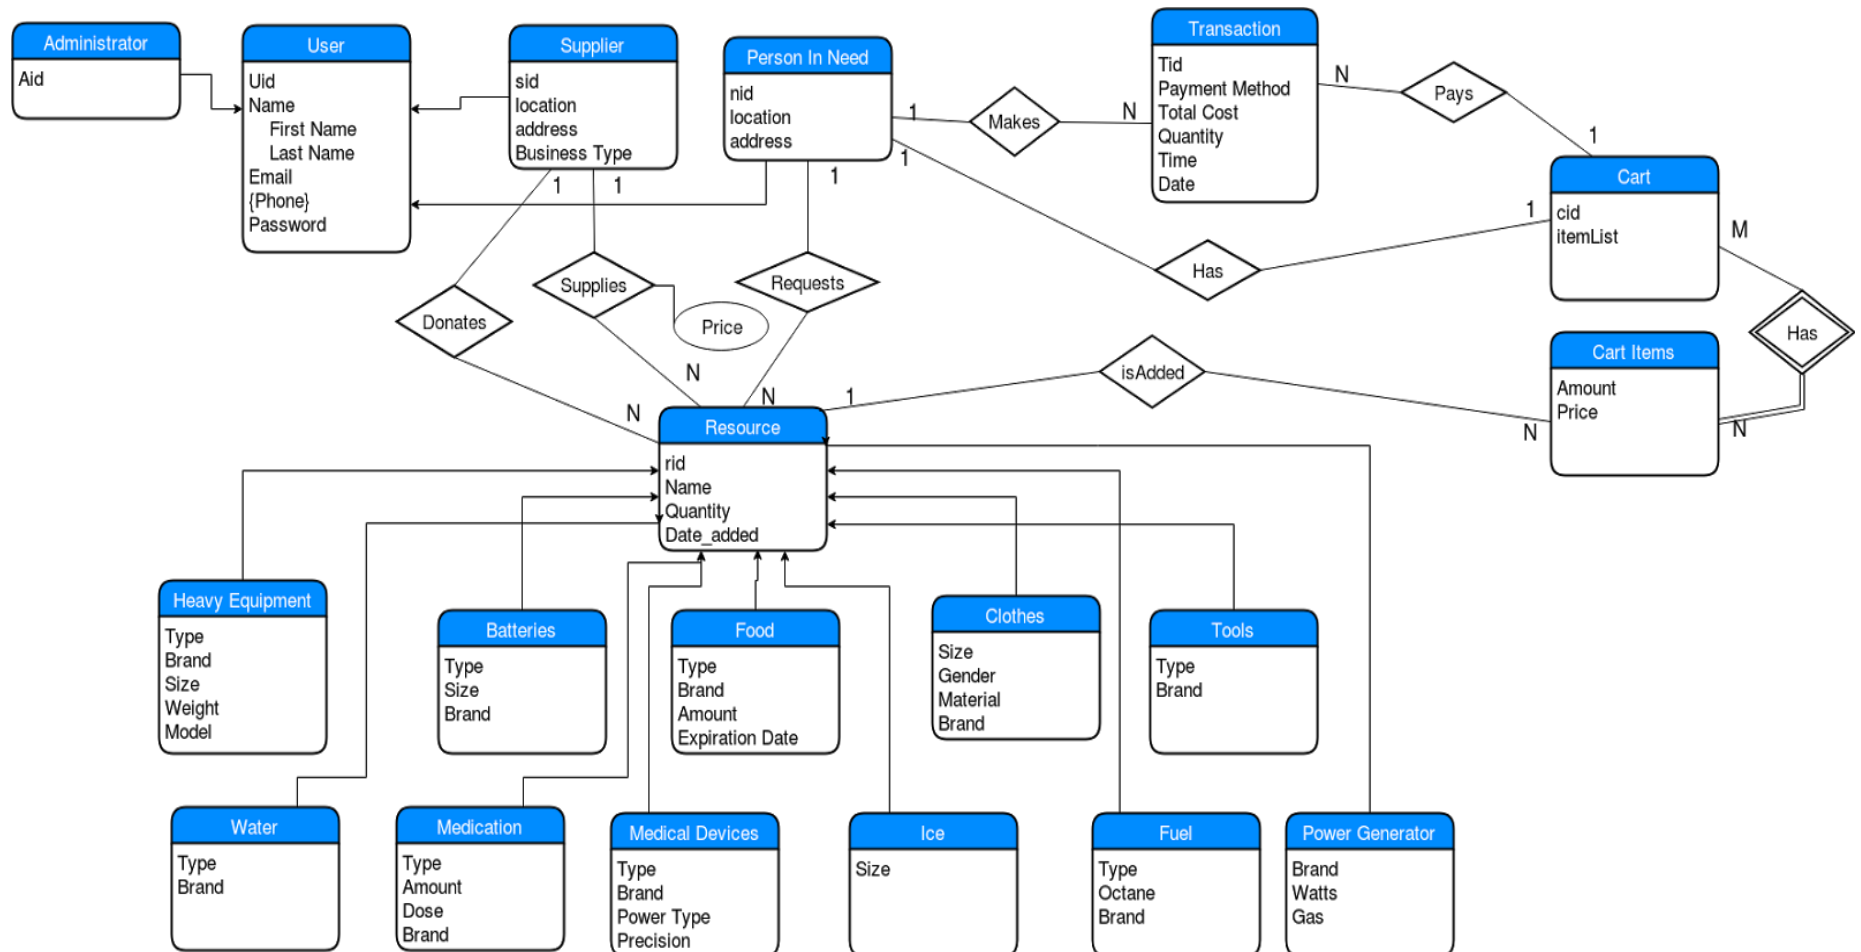 Administrator
Aid
User
Uid
Name
First Name
Last Name
Email
{Phone}
Password
Supplier
sid
location
address
Business Type
Person In Need
nid
location
address
Transaction
Tid
Payment Method
Total Cost
Quantity
Time
Date
1
Makes
N
N
Pays
1
1
1
1
1
1
Has
Cart
cid
itemList
M
Has
N
Donates
Supplies
Price
Requests
N
N
N
1
isAdded
N
Cart Items
Amount
Price
Resource
rid
Name
Quantity
Date_added
Heavy Equipment
Type
Brand
Size
Weight
Model
Batteries
Type
Size
Brand
Food
Type
Brand
Amount
Expiration Date
Clothes
Size
Gender
Material
Brand
Tools
Type
Brand
Water
Type
Brand
Medication
Type
Amount
Dose
Brand
Medical Devices
Type
Brand
Power Type
Precision
Ice
Size
Fuel
Type
Octane
Brand
Power Generator
Brand
Watts
Gas